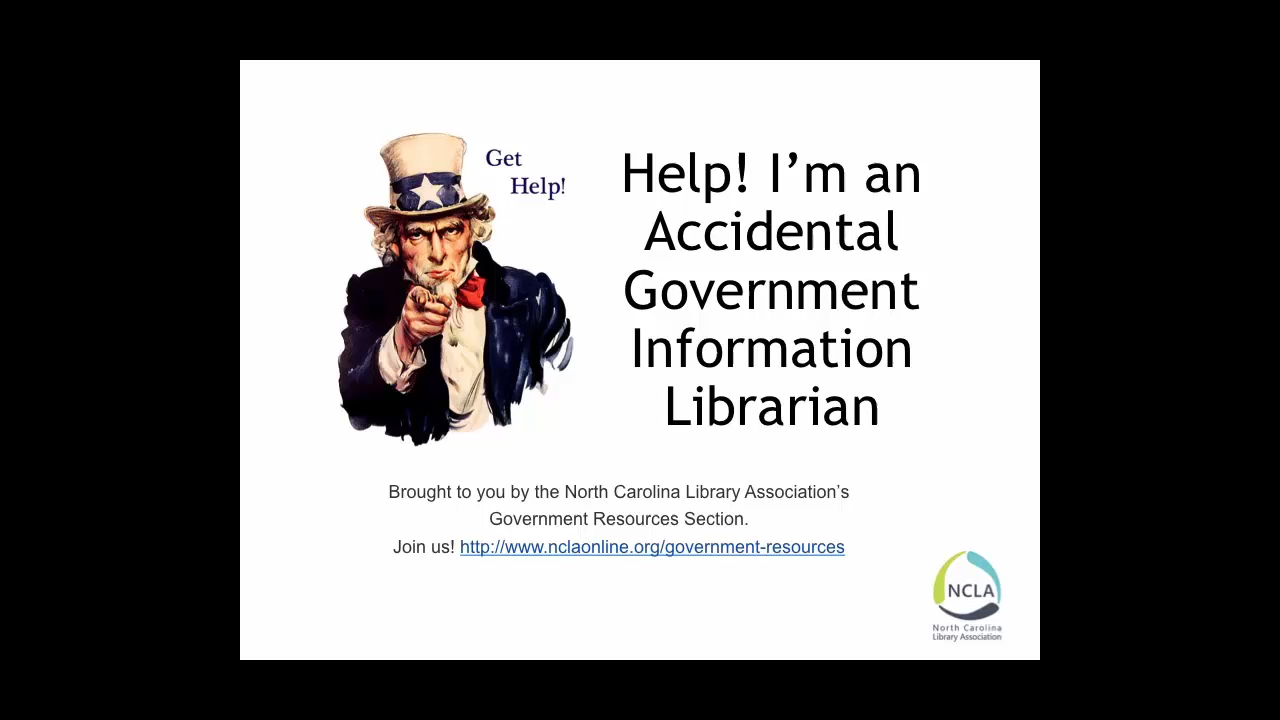 Get
Help!
Help! I’m an
Accidental
Government
Information
Librarian
Brought to you by the North Carolina Library Association’s
Government Resources Section.
Join us! http://www.nclaonline.org/government-resources
NCLA
North Carolina
Library Association